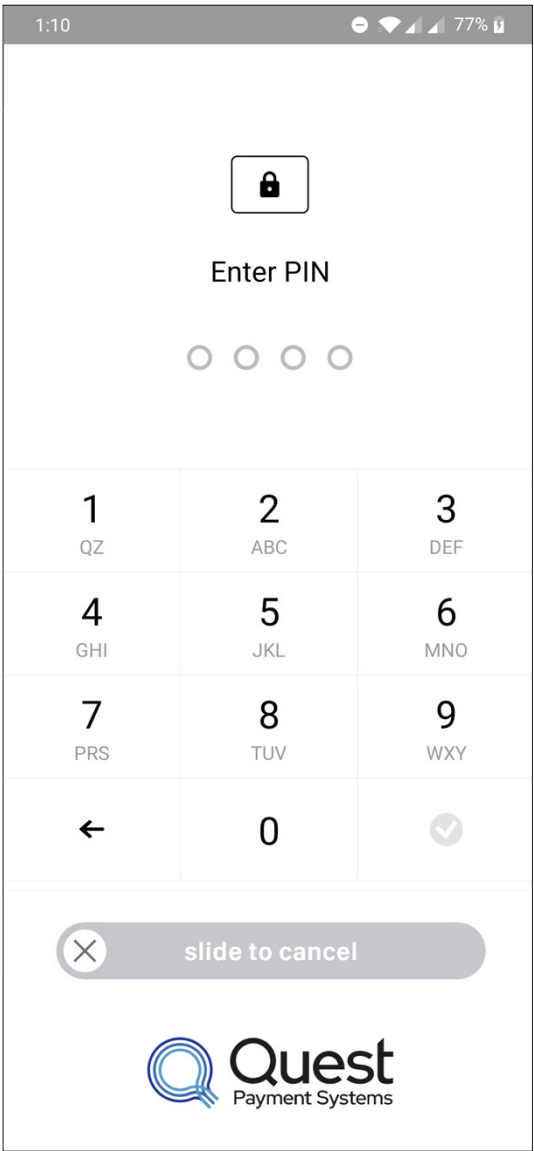 1:10 77%
Enter PIN
1 2 3
QZ ABC DEF
4 5 6
GHI JKL MNO
7 8 9
PRS TUV WXY
0
slide to cancel
Quest
Payment Systems